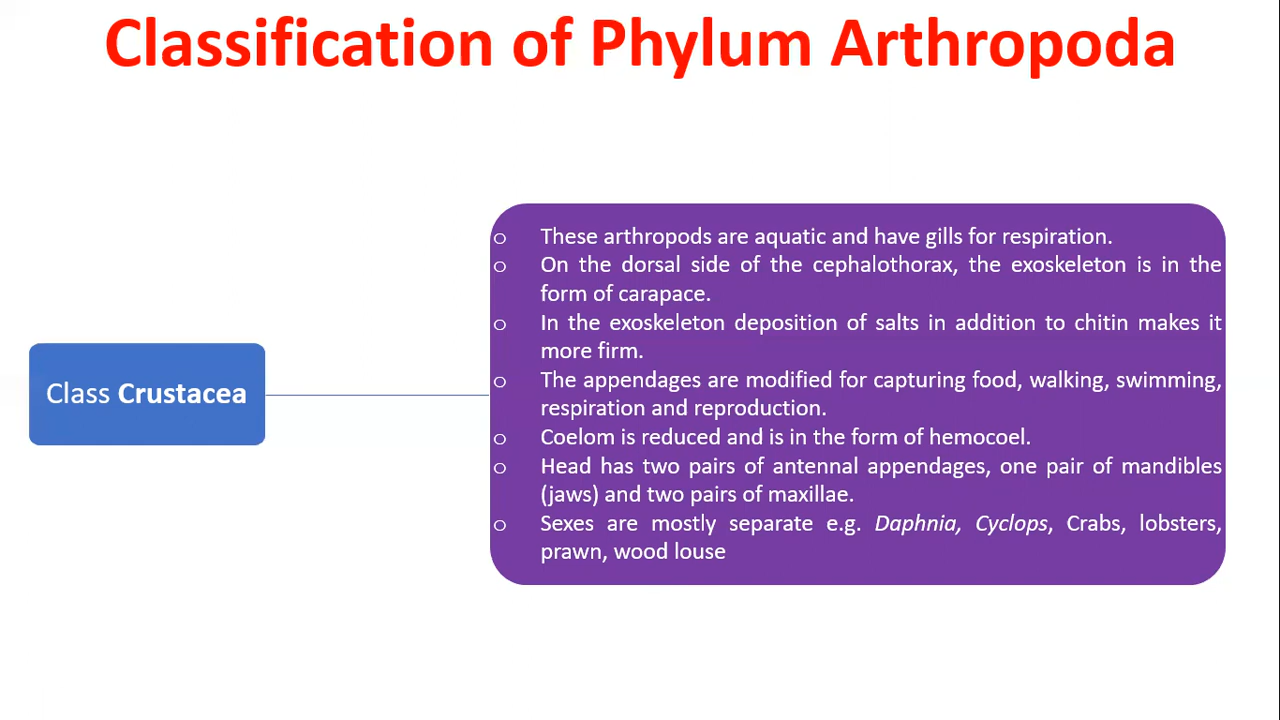 Classification of Phylum Arthropoda
Class Crustacea
o These arthropods are aquatic and have gills for respiration.
o On the dorsal side of the cephalothorax, the exoskeleton is in the
form of carapace.
o In the exoskeleton deposition of salts in addition to chitin makes it
more firm.
o The appendages are modified for capturing food, walking, swimming,
respiration and reproduction.
o Coelom is reduced and is in the form of hemocoel.
o Head has two pairs of antennal appendages, one pair of mandibles
(jaws) and two pairs of maxillae.
o Sexes are mostly separate e.g. Daphnia, Cyclops, Crabs, lobsters,
prawn, wood louse